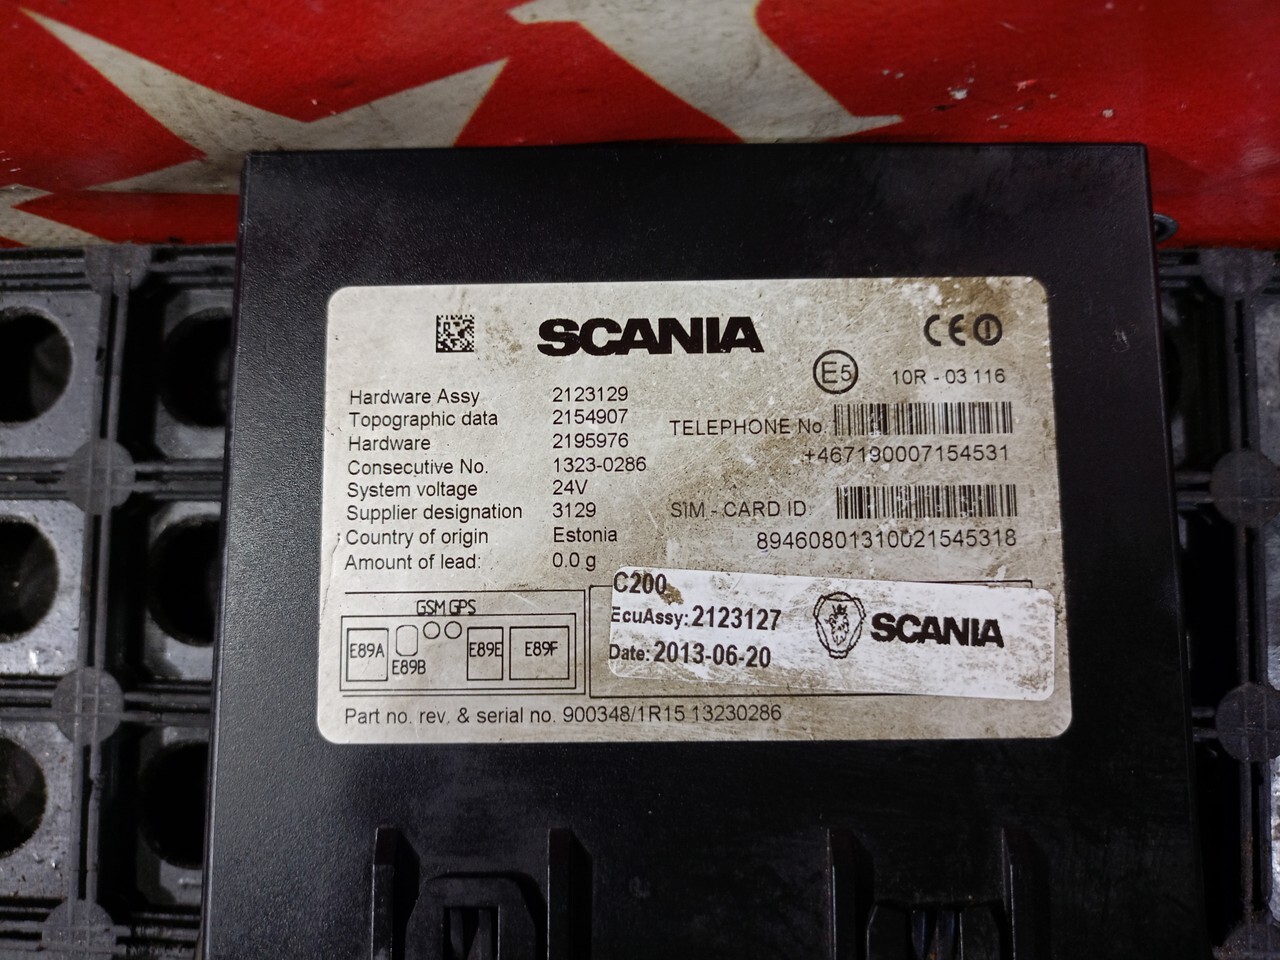 SCANIA
CE
E5
10R - 03 116
Hardware Assy 2123129
Topographic data 2154907
Hardware 2195976
Consecutive No. 1323-0286
System voltage 24V
Supplier designation 3129
Country of origin Estonia
Amount of lead: 0.0 g
TELEPHONE No.
+467190007154531
SIM - CARD ID
89460801310021545318
GSM GPS
E89A E89B E89E E89F
C200
EcuAssy: 2123127
Date: 2013-06-20
SCANIA
Part no. rev. & serial no. 900348/1R15 13230286